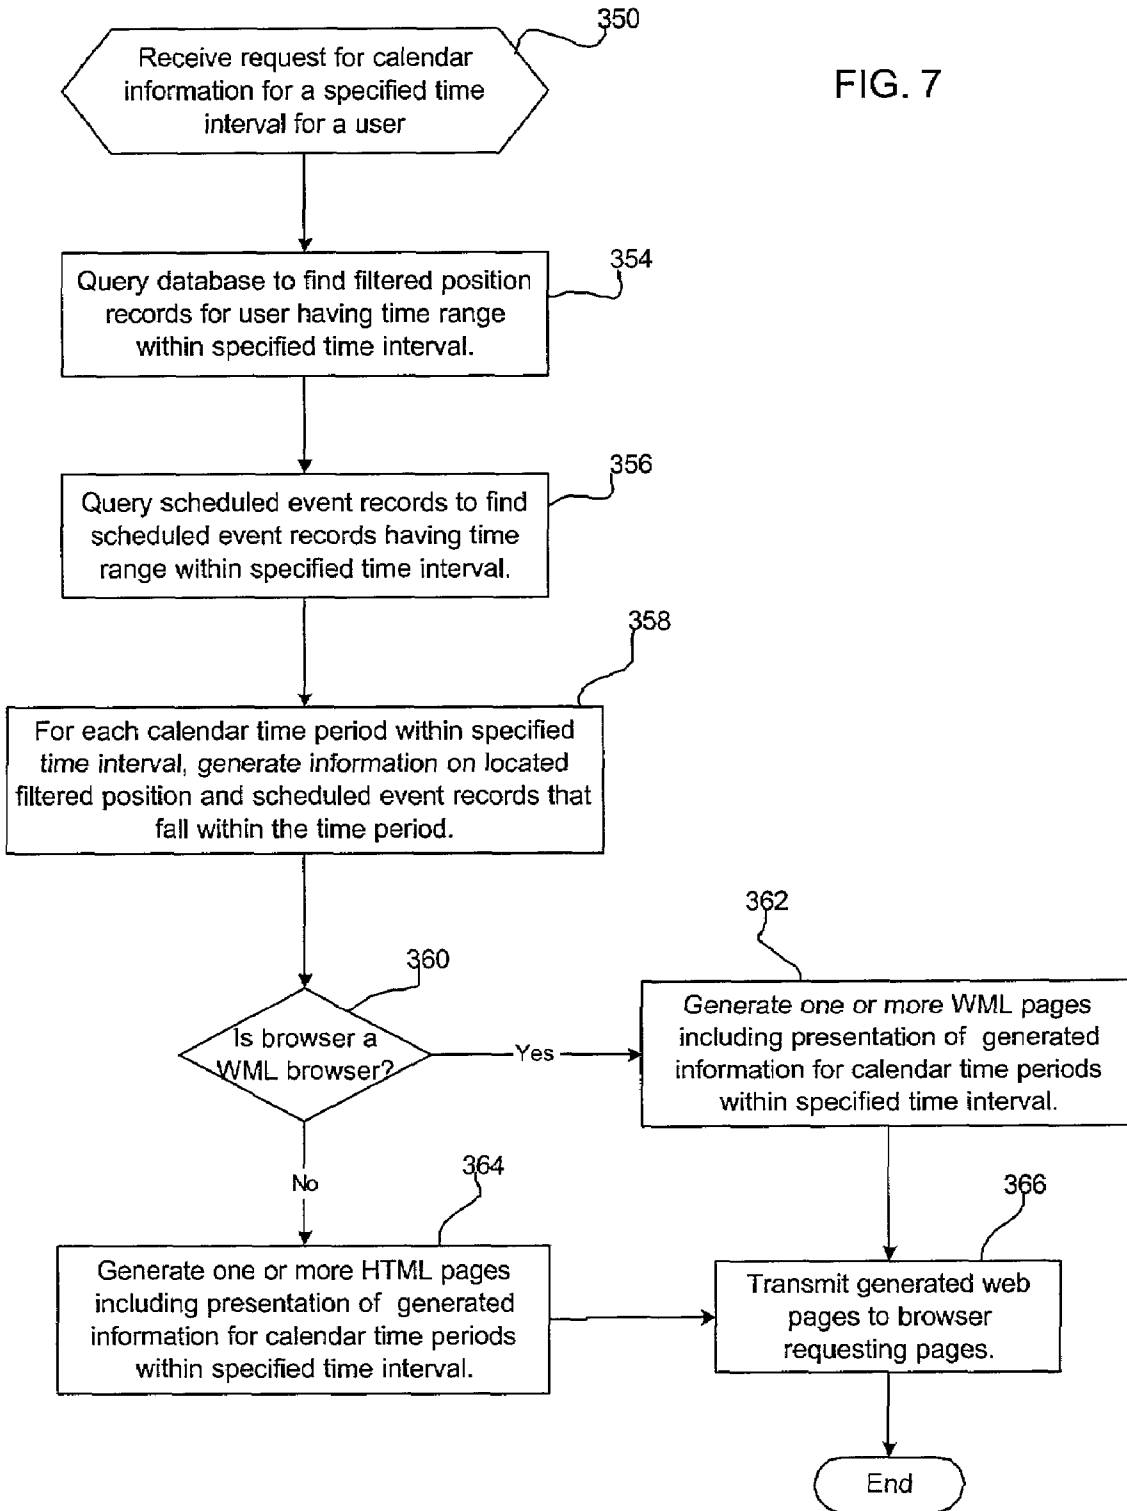 350
Receive request for calendar
information for a specified time
interval for a user
FIG. 7
354
Query database to find filtered position
records for user having time range
within specified time interval.
356
Query scheduled event records to find
scheduled event records having time
range within specified time interval.
358
For each calendar time period within specified
time interval, generate information on located
filtered position and scheduled event records that
fall within the time period.
360
Is browser a
WML browser?
Yes
362
Generate one or more WML pages
including presentation of generated
information for calendar time periods
within specified time interval.
No
364
Generate one or more HTML pages
including presentation of generated
information for calendar time periods
within specified time interval.
366
Transmit generated web
pages to browser
requesting pages.
End